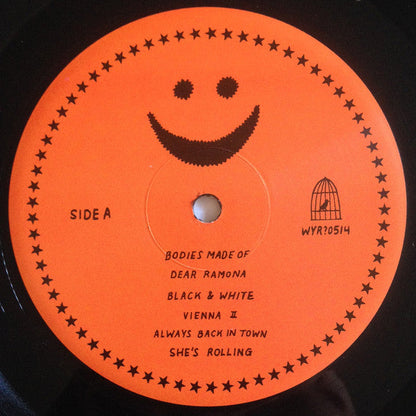 SIDE A
WYR?0514
BODIES MADE OF
DEAR RAMONA
BLACK & WHITE
VIENNA II
ALWAYS BACK IN TOWN
SHE'S ROLLING